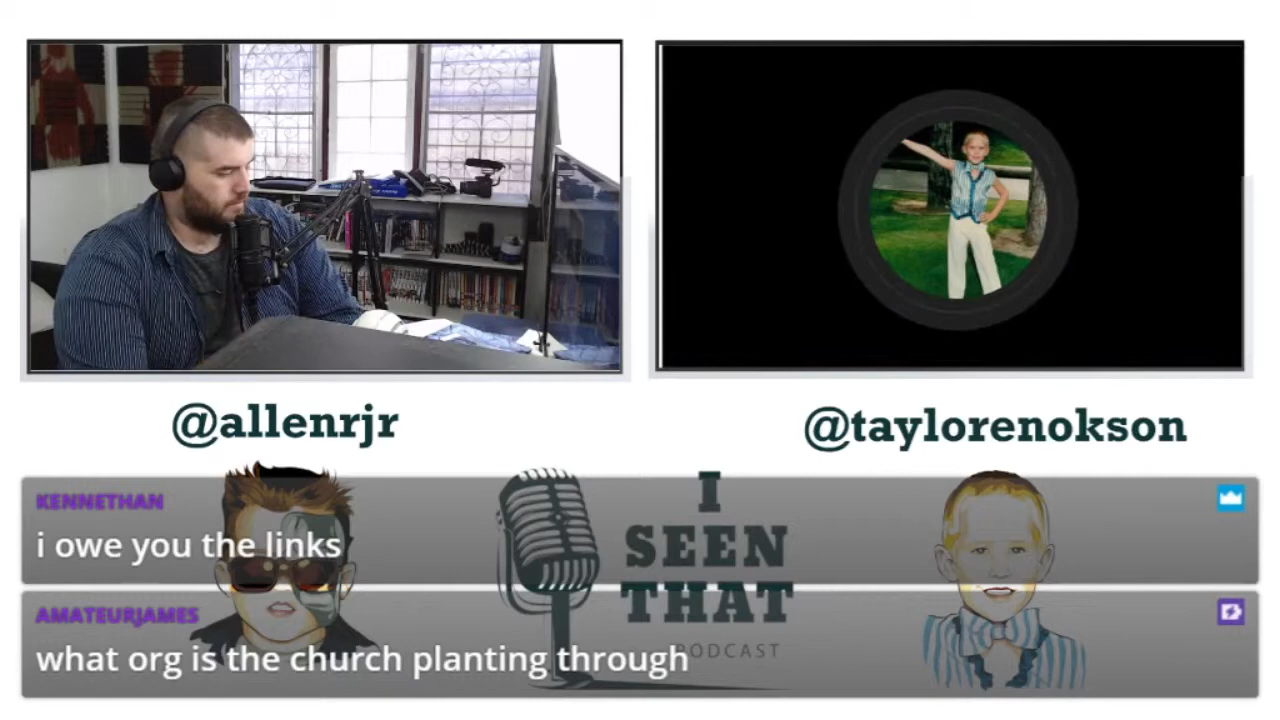 @allenrjr
@taylorenokson
KENNETHAN
i owe you the links
I
SEEN
THAT
PODCAST
AMATEURJAMES
what org is the church planting through